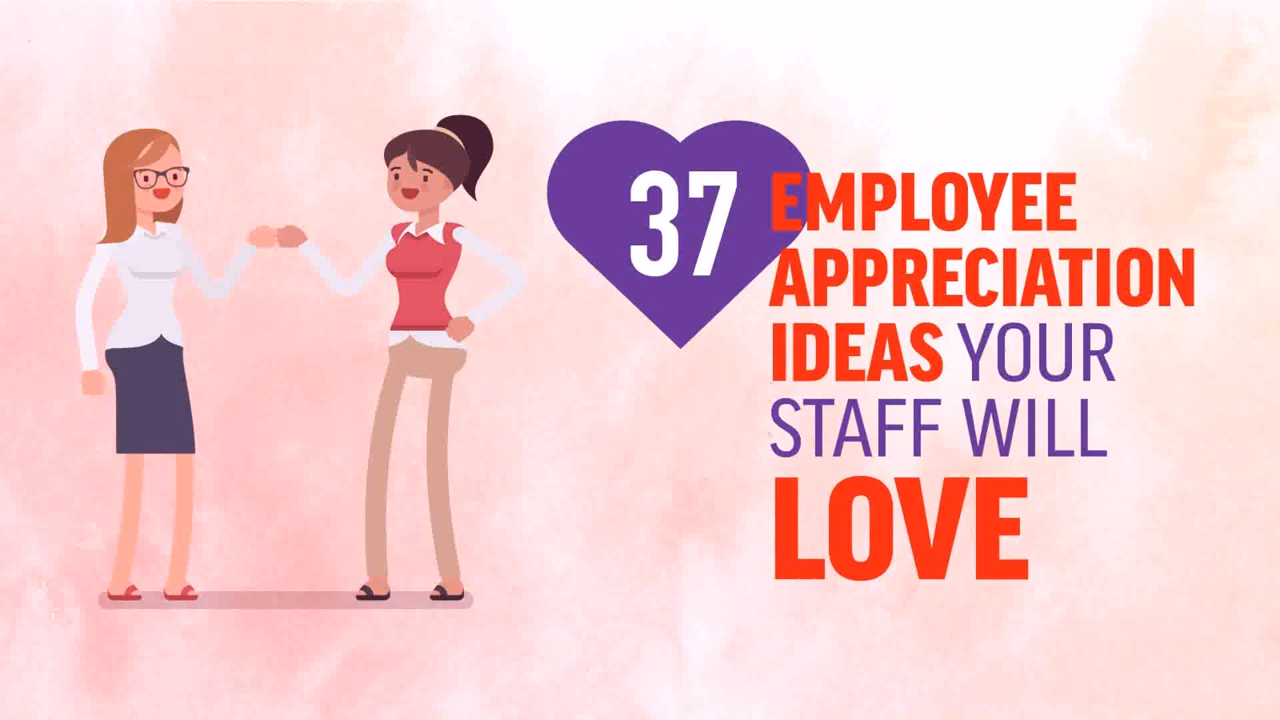 37 EMPLOYEE
APPRECIATION
IDEAS YOUR
STAFF WILL
LOVE